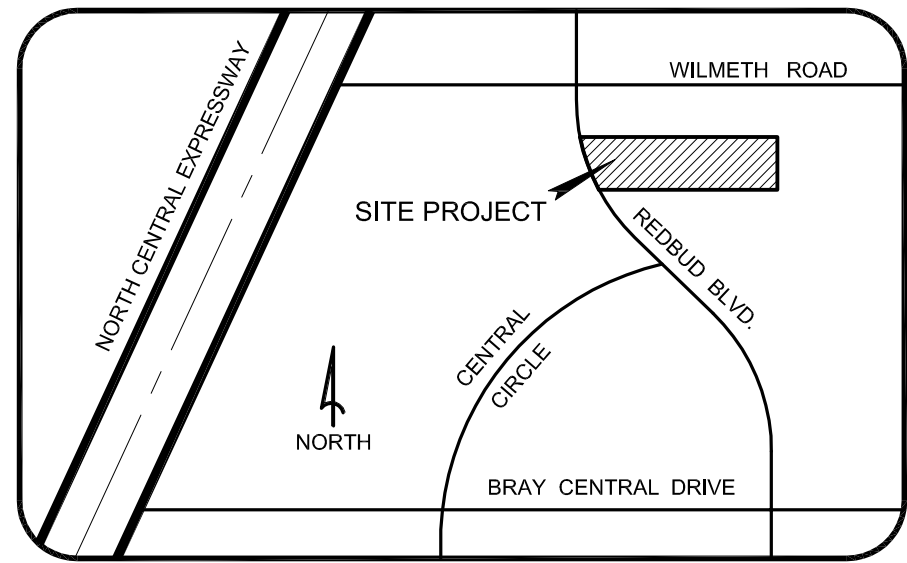 WILMETH ROAD
NORTH CENTRAL EXPRESSWAY
SITE PROJECT
REDBUD BLVD.
CENTRAL
CIRCLE
NORTH
BRAY CENTRAL DRIVE